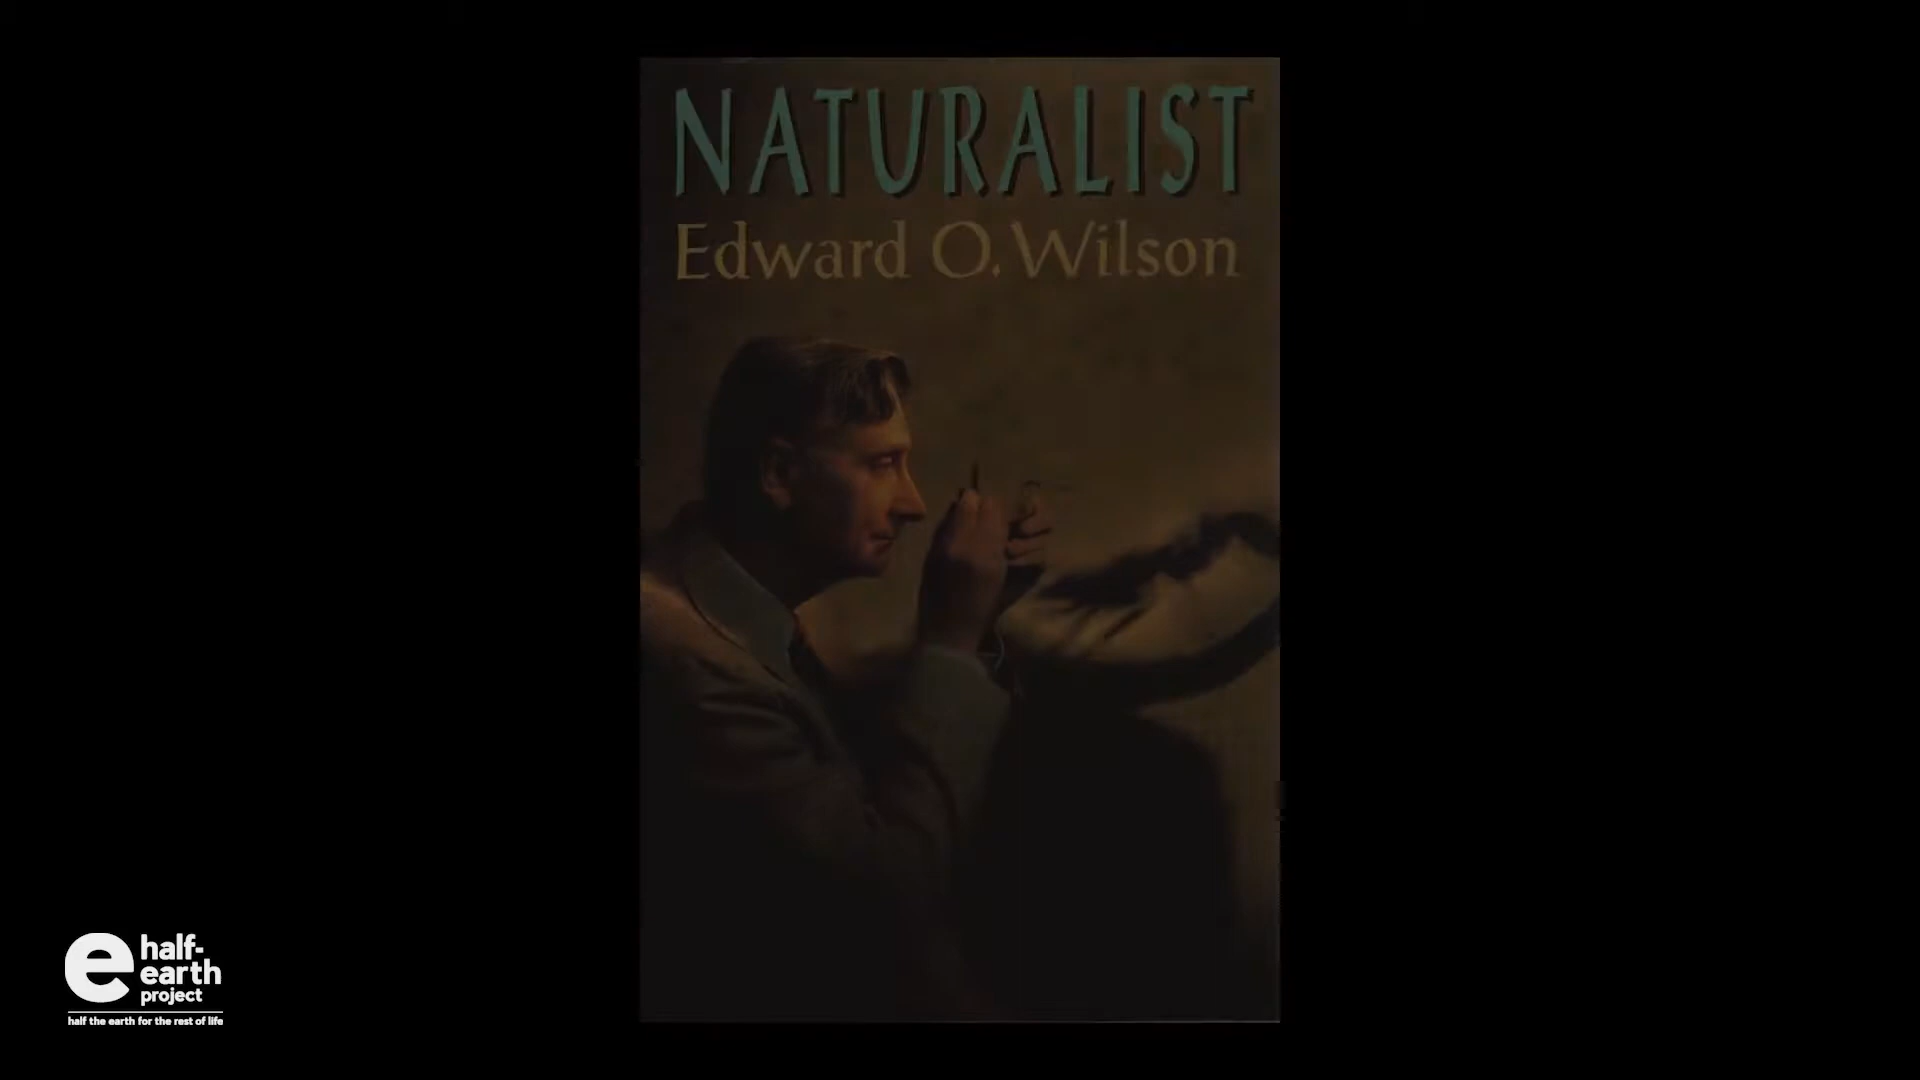 NATURALIST
Edward O. Wilson
e half-
earth
project
half the earth for the rest of life